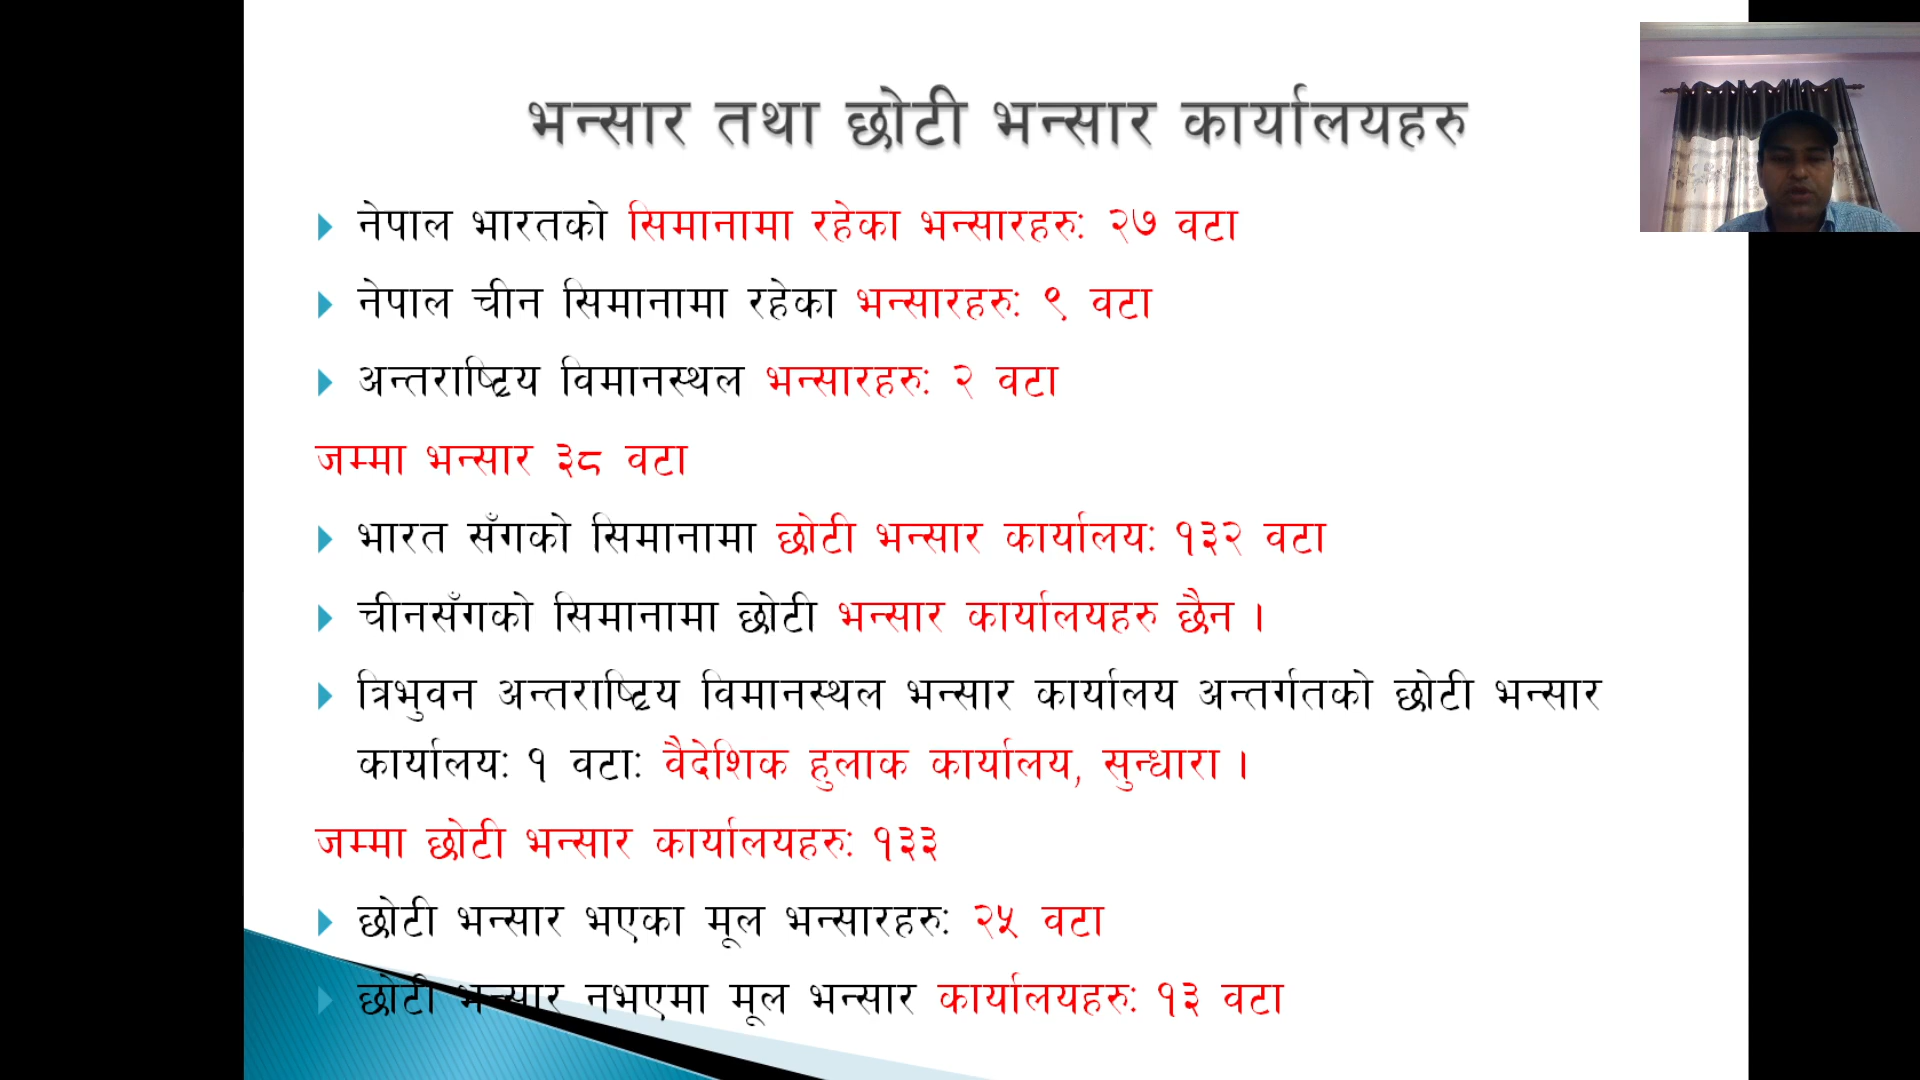 भन्सार तथा छोटी भन्सार कार्यालयहरु
नेपाल भारतको सिमानामा रहेका भन्सारहरुः २७ वटा
नेपाल चीन सिमानामा रहेका भन्सारहरुः ९ वटा
अन्तराष्ट्रिय विमानस्थल भन्सारहरुः २ वटा
जम्मा भन्सार ३८ वटा
भारत सँगको सिमानामा छोटी भन्सार कार्यालयः १३२ वटा
चीनसँगको सिमानामा छोटी भन्सार कार्यालयहरु छैन ।
त्रिभुवन अन्तराष्ट्रिय विमानस्थल भन्सार कार्यालय अन्तर्गतको छोटी भन्सार
कार्यालयः १ वटाः वैदेशिक हुलाक कार्यालय, सुन्धारा ।
जम्मा छोटी भन्सार कार्यालयहरुः १३३
छोटी भन्सार भएका मूल भन्सारहरुः २५ वटा
छोटी भन्सार नभएमा मूल भन्सार कार्यालयहरुः १३ वटा